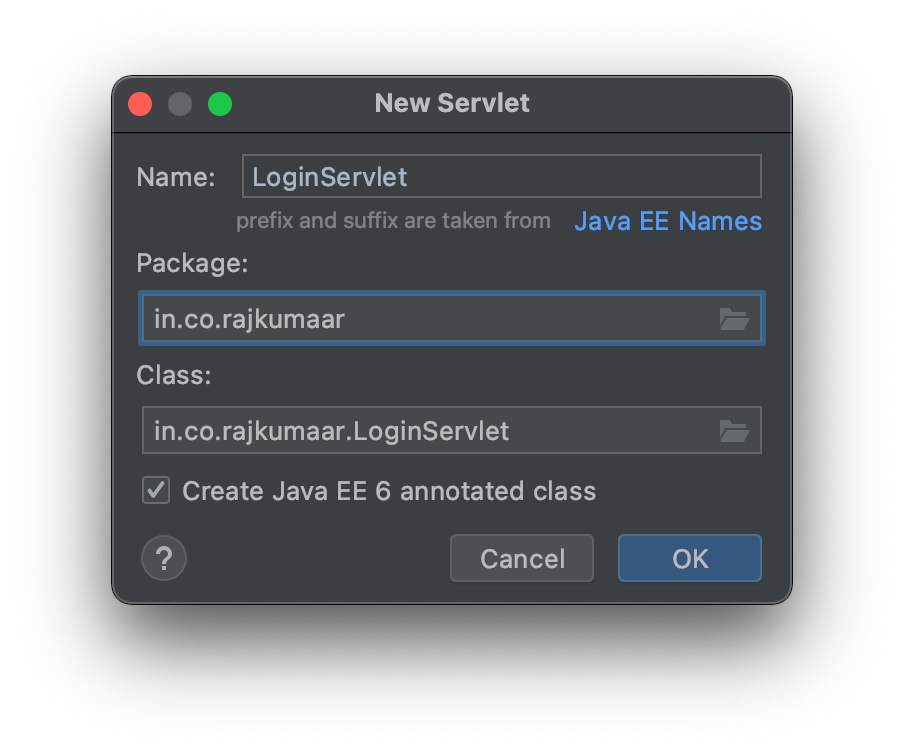 New Servlet
Name: LoginServlet
prefix and suffix are taken from Java EE Names
Package:
in.co.rajkumaar
Class:
in.co.rajkumaar.LoginServlet
Create Java EE 6 annotated class
? Cancel OK